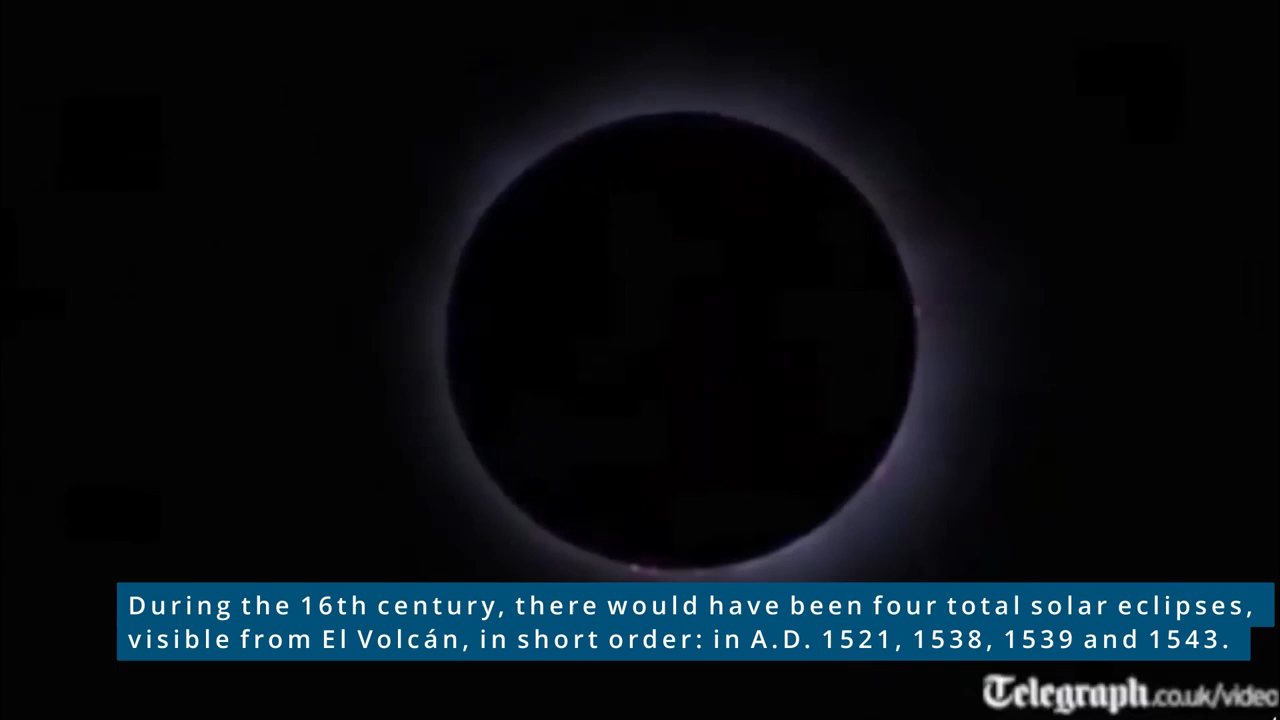 During the 16th century, there would have been four total solar eclipses,
visible from El Volcán, in short order: in A.D. 1521, 1538, 1539 and 1543.
Telegraph.co.uk/video